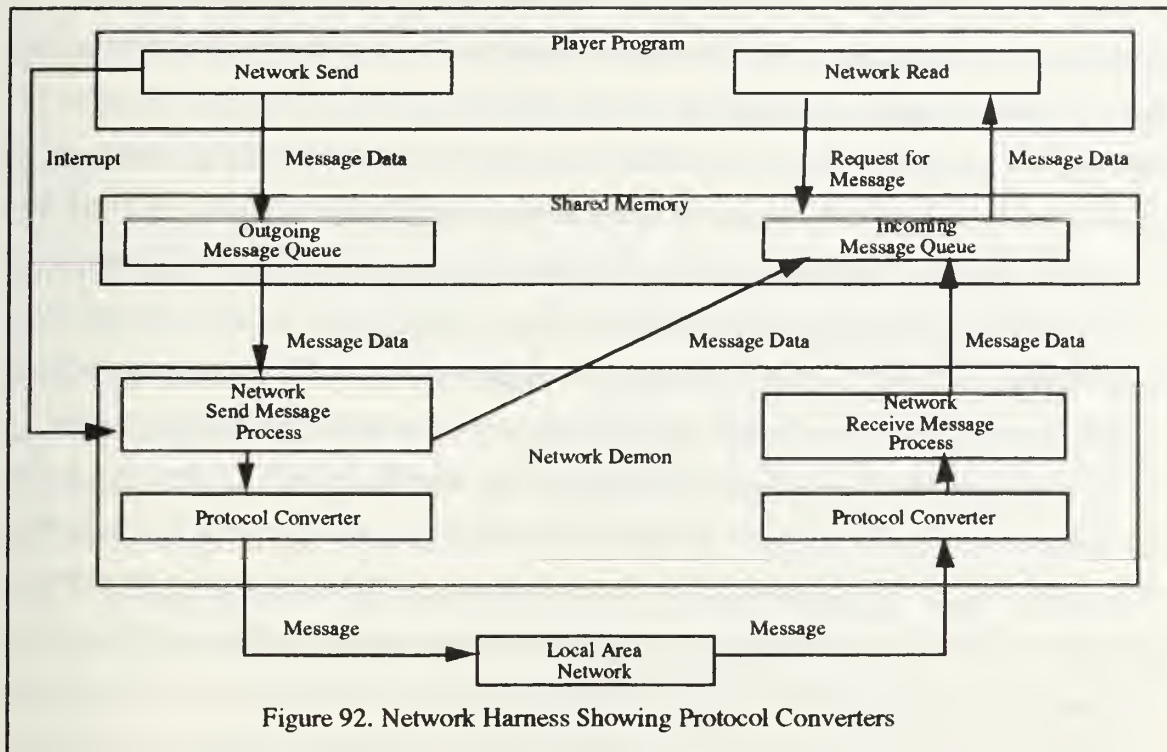 Player Program
Network Send
Network Read
Interrupt
Message Data
Request for
Message
Message Data
Shared Memory
Outgoing
Message Queue
Incoming
Message Queue
Message Data
Message Data
Message Data
Network
Send Message
Process
Network
Receive Message
Process
Network Demon
Protocol Converter
Protocol Converter
Message
Message
Local Area
Network
Figure 92. Network Harness Showing Protocol Converters